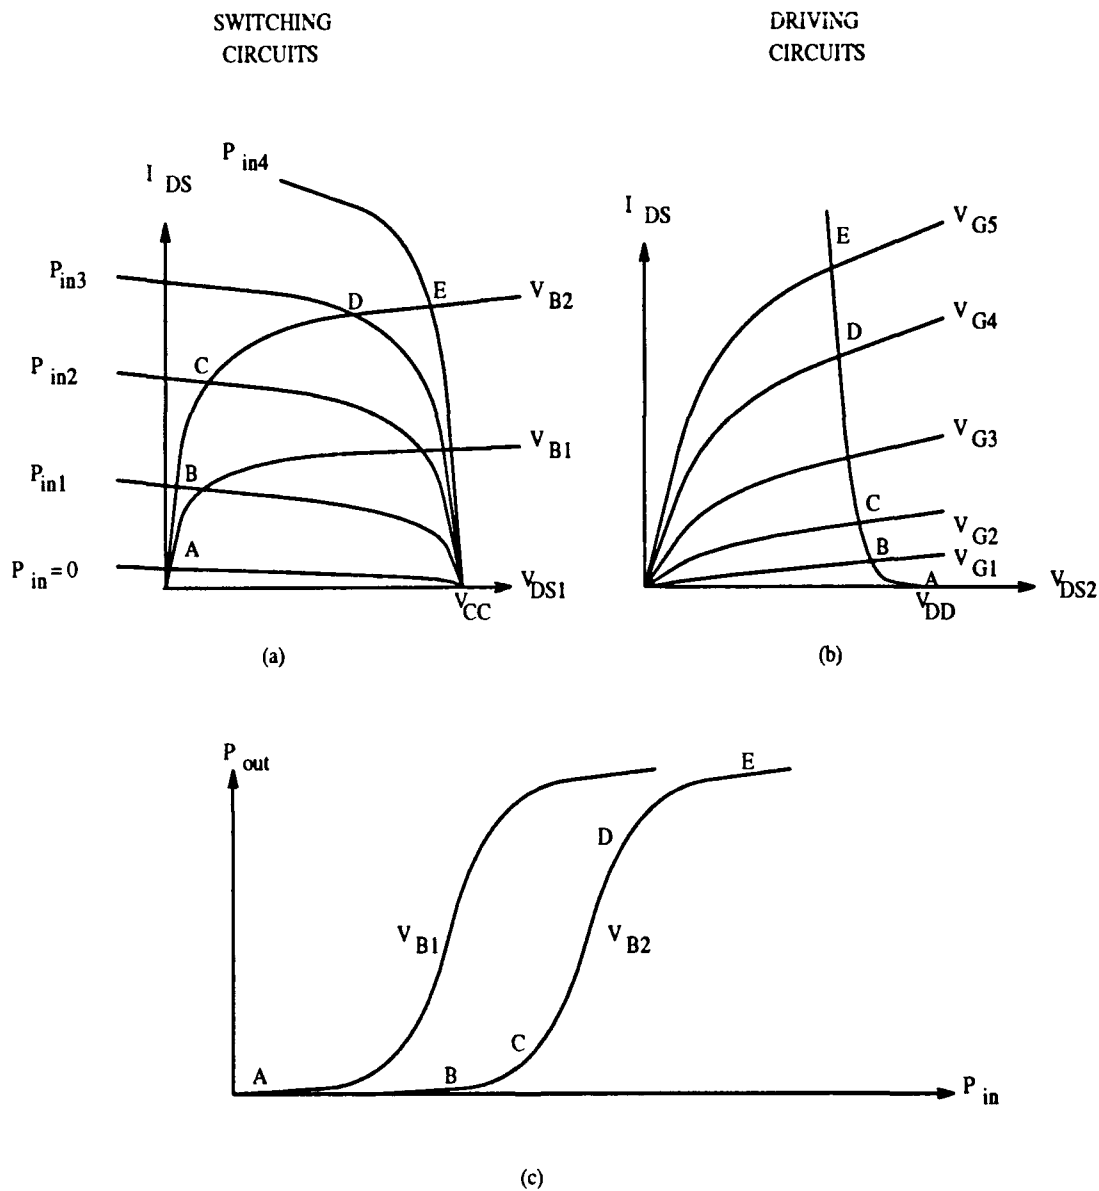 SWITCHING
CIRCUITS
DRIVING
CIRCUITS
P in4
I DS
P in3
P in2
P in1
P in = 0
D
E
V B2
C
V B1
B
A
V DS1
V CC
(a)
I DS
E
V G5
D
V G4
V G3
C
V G2
B
V G1
A
V DD
V DS2
(b)
P out
E
D
V B1
V B2
C
A
B
P in
(c)